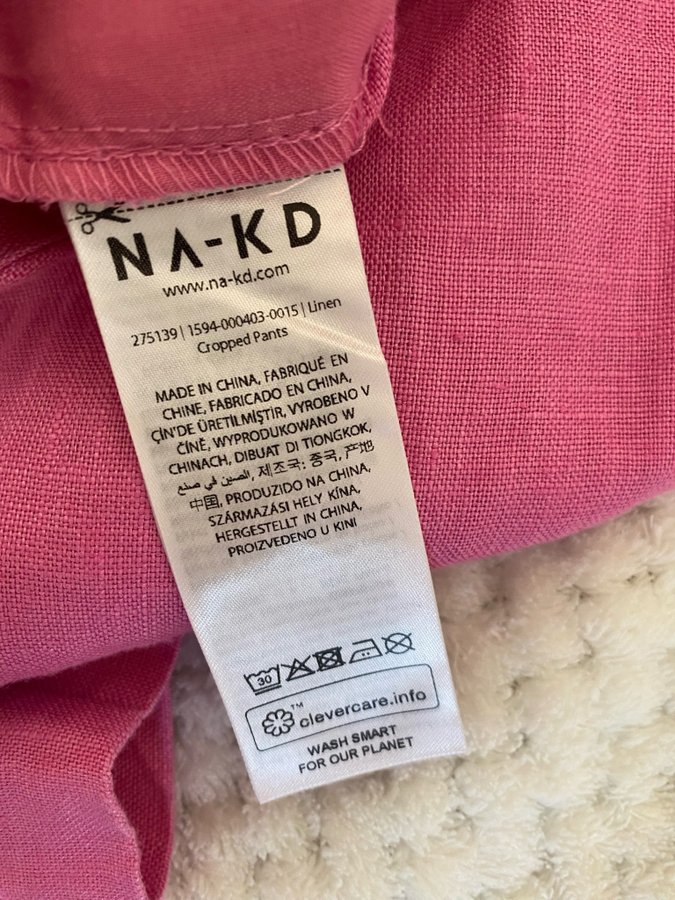 NA-KD
www.na-kd.com
275139 | 1594-000403-0015 | Linen
Cropped Pants
MADE IN CHINA, FABRIQUÉ EN
CHINE, FABRICADO EN CHINA,
ÇİN'DE ÜRETİLMİŞTİR, VYROBENO V
ČÍNĚ, WYPRODUKOWANO W
CHINACH, DIBUAT DI TIONGKOK,
الصين في صنع, 제조국: 중국, 产地
中国, PRODUZIDO NA CHINA,
SZÁRMAZÁSI HELY KÍNA,
HERGESTELLT IN CHINA,
PROIZVEDENO U KINI
30
™ clevercare.info
WASH SMART
FOR OUR PLANET